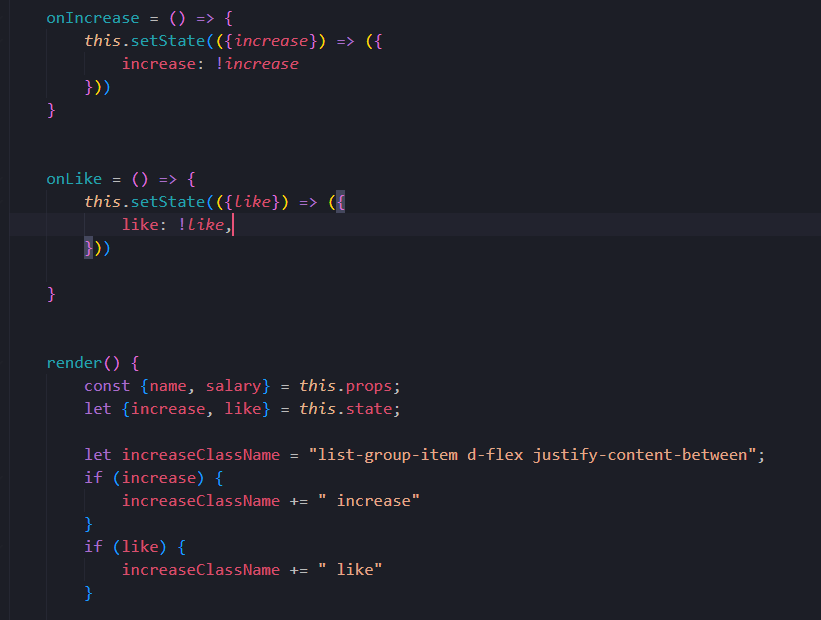 onIncrease = () => {
this.setState(({increase}) => ({
increase: !increase
}))
}
onLike = () => {
this.setState(({like}) => ({
like: !like,
}))
}
render() {
const {name, salary} = this.props;
let {increase, like} = this.state;
let increaseClassName = "list-group-item d-flex justify-content-between";
if (increase) {
increaseClassName += " increase"
}
if (like) {
increaseClassName += " like"
}